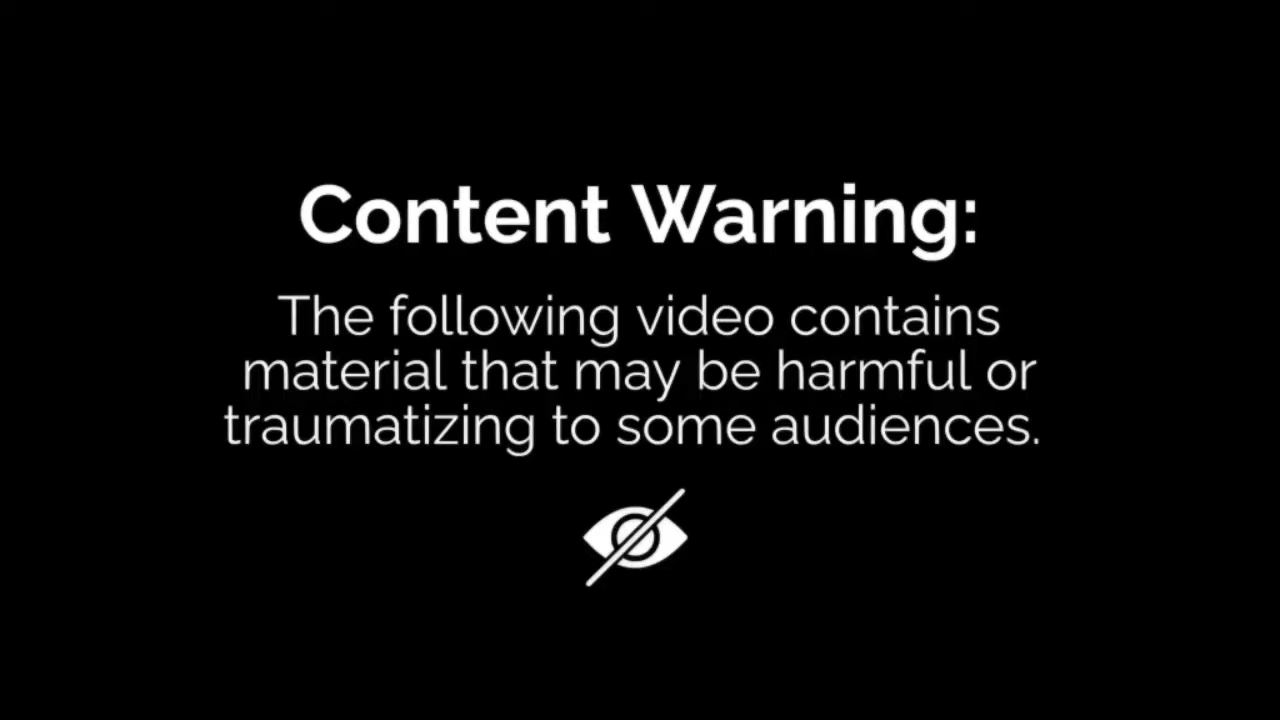 Content Warning:
The following video contains
material that may be harmful or
traumatizing to some audiences.